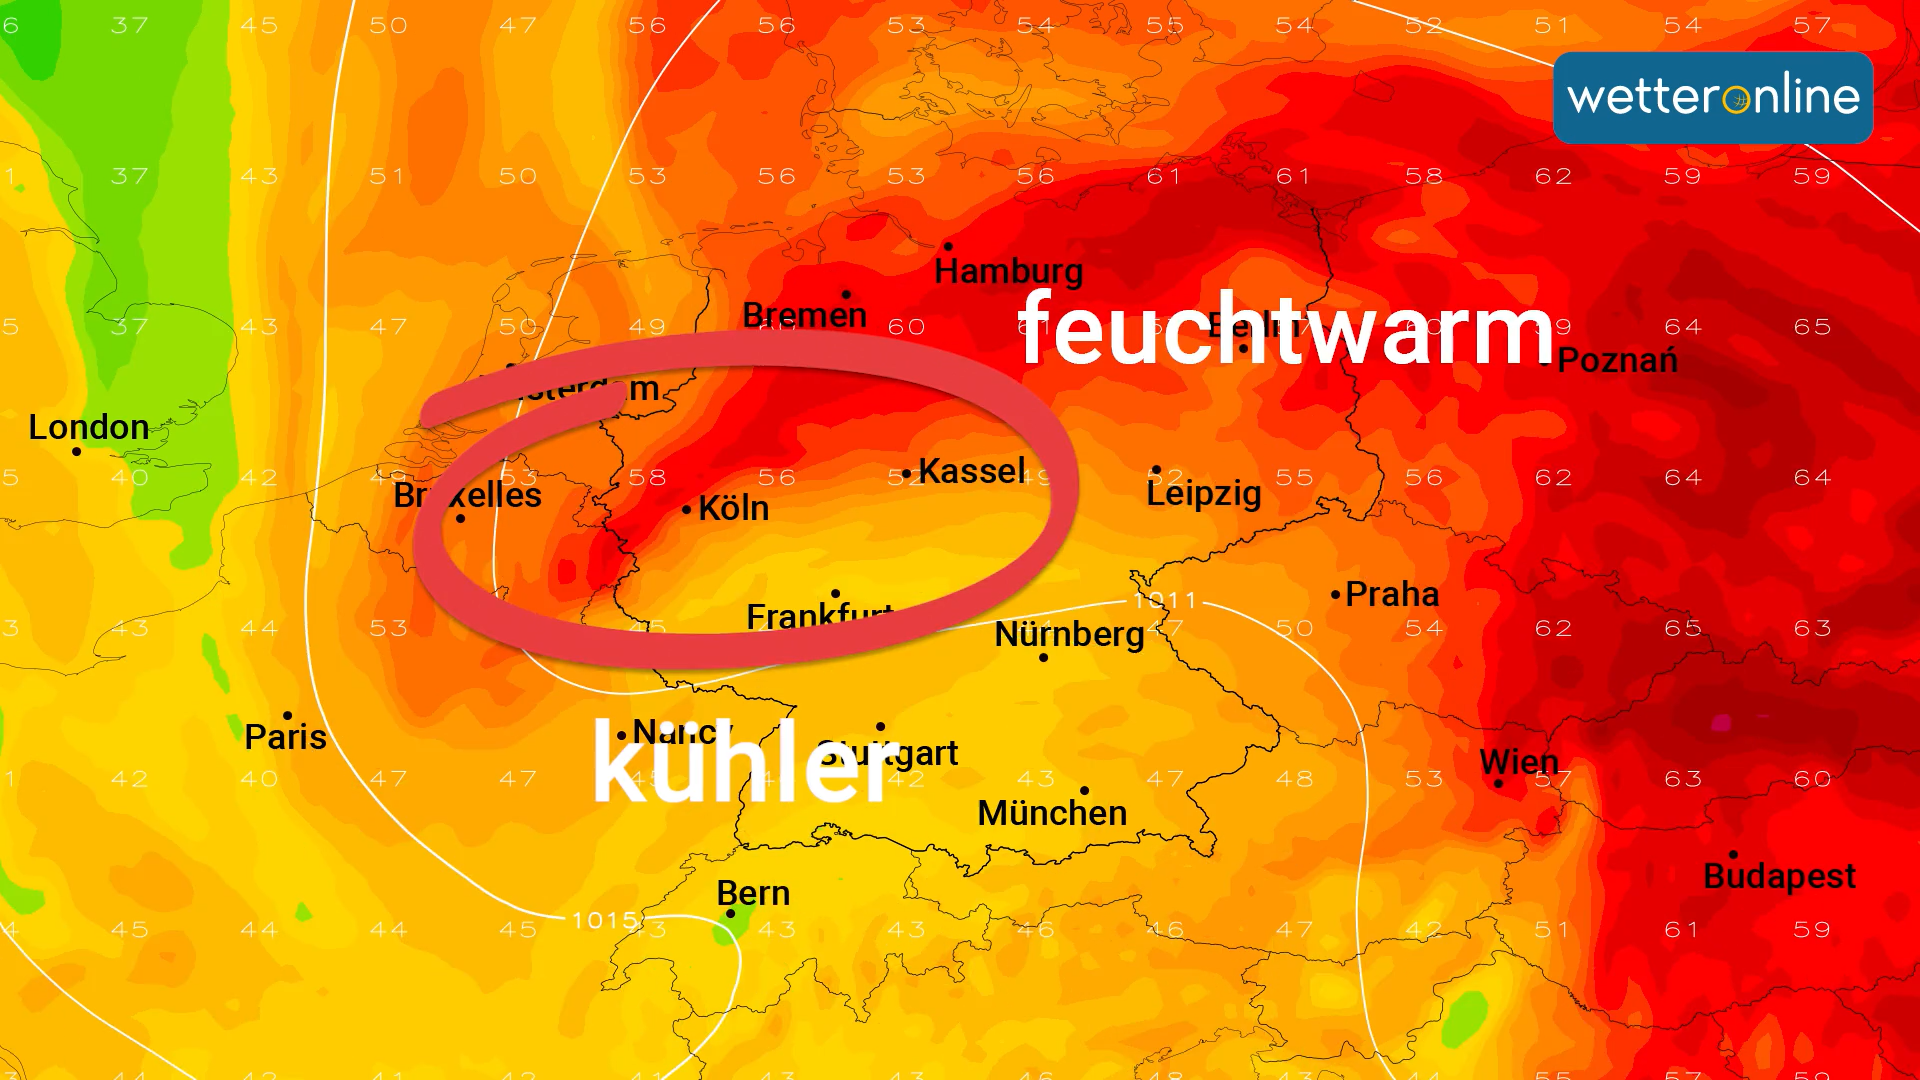 6 37 45 50 47 56 56 53 54 55 54 52 51 54 57
wetteronline
1 37 43 51 50 53 56 53 56 61 61 58 62 59 59
Hamburg
Bremen
feuchtwarm
5 37 43 47 50 49 60 60 59 64 65
Poznań
London
Kassel
5 40 42 49 53 58 56 52 49 52 55 56 62 64 64
Köln
Leipzig
Praha
1011
Frankfurt
3 43 44 53 45 47 50 54 62 65 63
Nürnberg
Paris
Nancy
kühler
Stuttgart
Wien
1 42 40 47 47 45 42 43 47 48 53 57 63 60
München
Budapest
Bern
1015
45 44 44 45 43 43 42 46 46 47 42 51 61 59